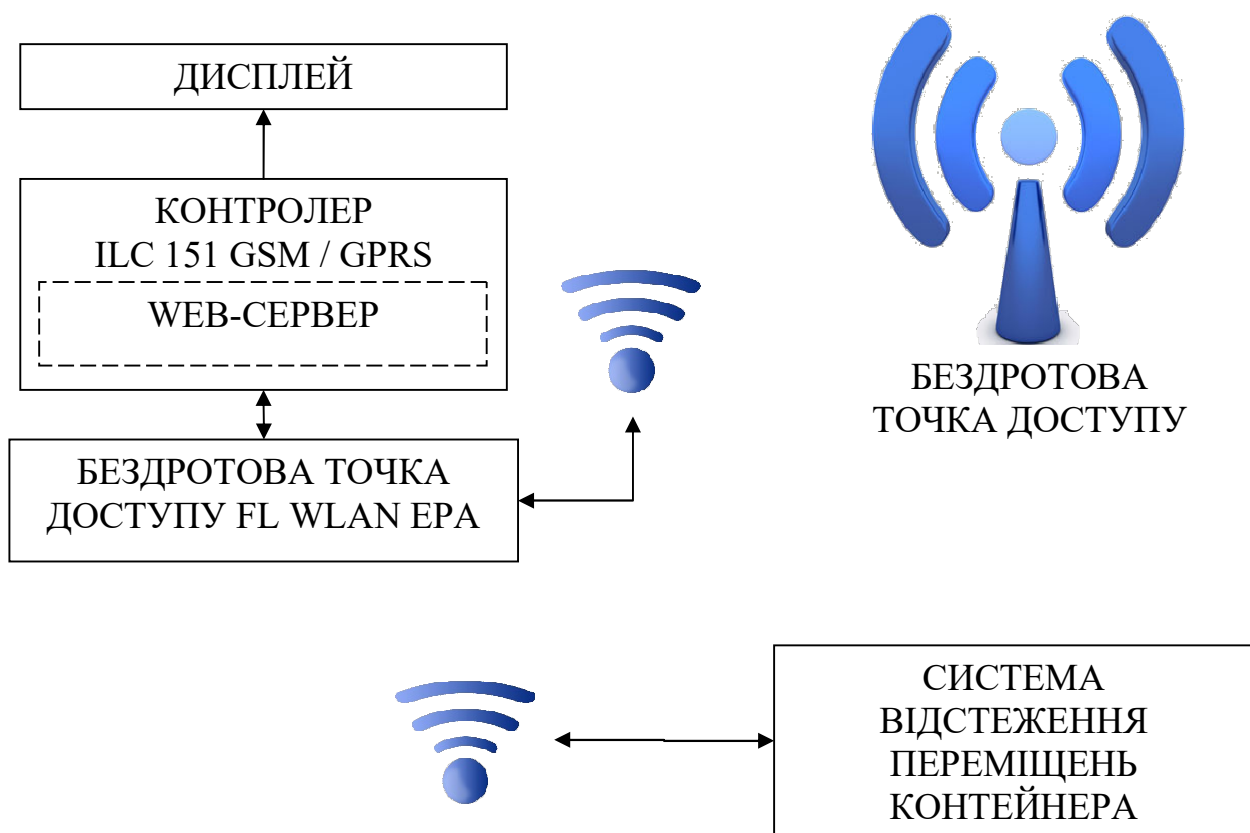 ДИСПЛЕЙ
КОНТРОЛЕР
ILC 151 GSM / GPRS
WEB-СЕРВЕР
БЕЗДРОТОВА ТОЧКА
ДОСТУПУ FL WLAN EPA
БЕЗДРОТОВА
ТОЧКА ДОСТУПУ
СИСТЕМА
ВІДСТЕЖЕННЯ
ПЕРЕМІЩЕНЬ
КОНТЕЙНЕРА